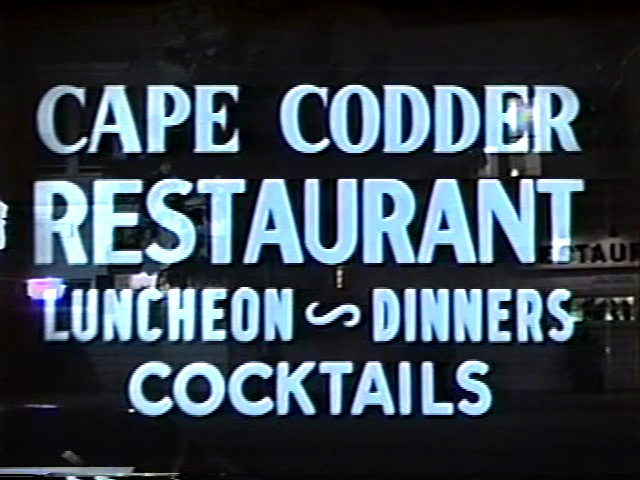 CAPE CODDER
RESTAURANT
LUNCHEON ~ DINNERS
COCKTAILS